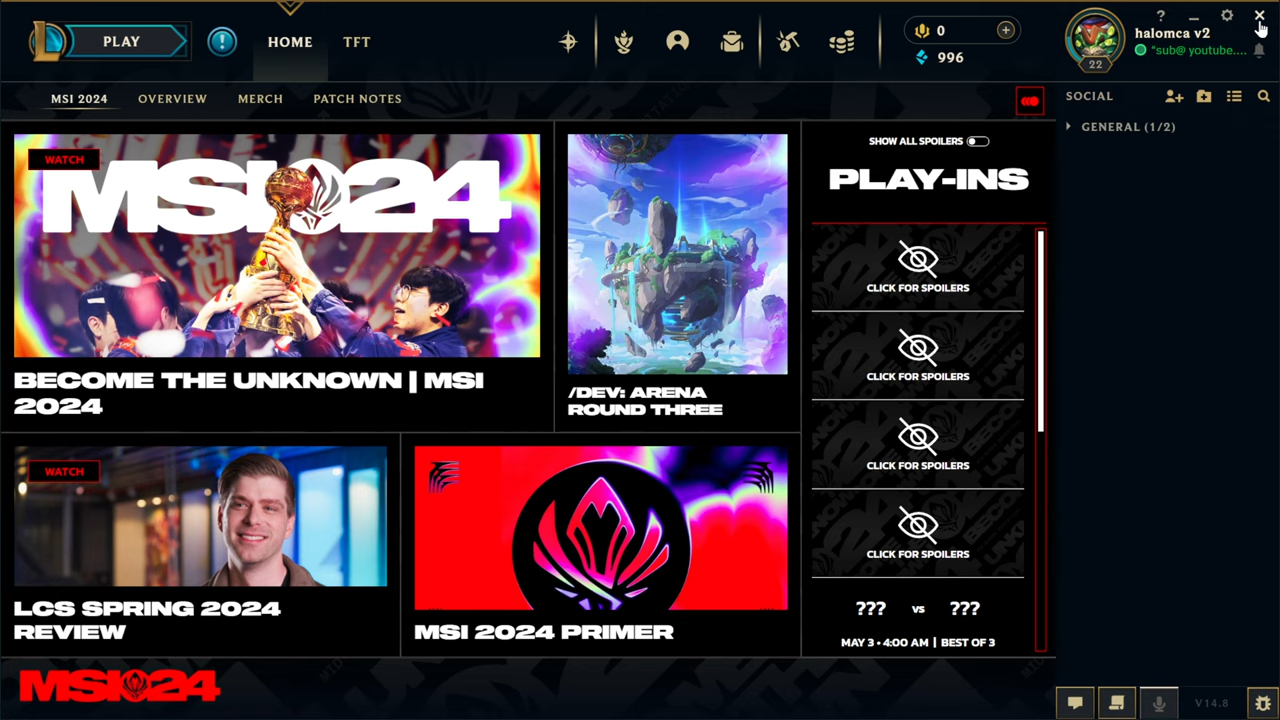 PLAY
HOME
TFT
0
996
22
halomca v2
"sub@ youtube....
MSI 2024
OVERVIEW
MERCH
PATCH NOTES
SOCIAL
GENERAL (1/2)
WATCH
MSI 24
BECOME THE UNKNOWN | MSI
2024
/DEV: ARENA
ROUND THREE
SHOW ALL SPOILERS
PLAY-INS
CLICK FOR SPOILERS
CLICK FOR SPOILERS
CLICK FOR SPOILERS
CLICK FOR SPOILERS
??? vs ???
MAY 3 • 4:00 AM | BEST OF 3
WATCH
LCS SPRING 2024
REVIEW
MSI 2024 PRIMER
MSI 24
V14.8